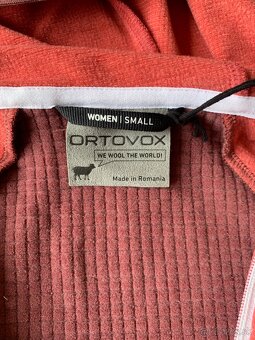 WOMEN | SMALL
ORTOVOX
WE WOOL THE WORLD!
Made in Romania